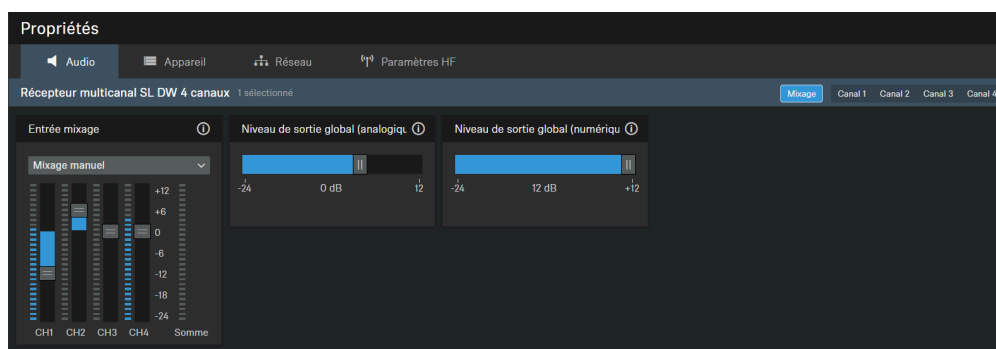 Propriétés
Audio Appareil Réseau Paramètres HF
Récepteur multicanal SL DW 4 canaux 1 sélectionné Mixage Canal 1 Canal 2 Canal 3 Canal 4
Entrée mixage Niveau de sortie global (analogiqu Niveau de sortie global (numériqu
Mixage manuel
-24 0 dB 12 -24 12 dB +12
+12
+6
0
-6
-12
-18
-24
CH1 CH2 CH3 CH4 Somme